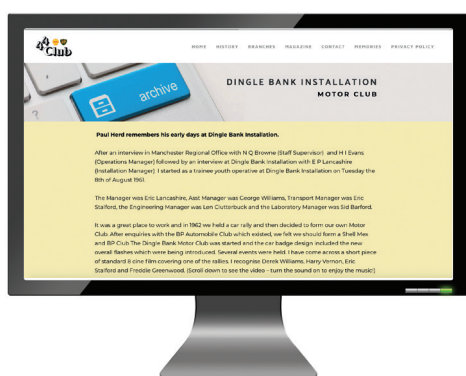 44
Club
HOME HISTORY BRANCHES MAGAZINE CONTACT MEMORIES PRIVACY POLICY
archive
DINGLE BANK INSTALLATION
MOTOR CLUB
Paul Herd remembers his early days at Dingle Bank Installation.
After an interview in Manchester Regional Office with N Q Browne (Staff Supervisor) and H I Evans
(Operations Manager) followed by an interview at Dingle Bank Installation with E P Lancashire
(Installation Manager) I started as a trainee youth operative at Dingle Bank Installation on Tuesday the
8th of August 1961.
The Manager was Eric Lancashire, Asst Manager was George Williams, Transport Manager was Eric
Stalford, the Engineering Manager was Len Clutterbuck and the Laboratory Manager was Sid Barford.
It was a great place to work and in 1962 we held a car rally and then decided to form our own Motor
Club. After enquiries with the BP Automobile Club which existed, we felt we should form a Shell Mex
and BP Club The Dingle Bank Motor Club was started and the car badge design included the new
overall flashes which were being introduced. Several events were held. I have come across a short piece
of standard 8 cine film covering one of the rallies. I recognise Derek Williams, Harry Vernon, Eric
Stalford and Freddie Greenwood. (Scroll down to see the video - turn the sound on to enjoy the music!)